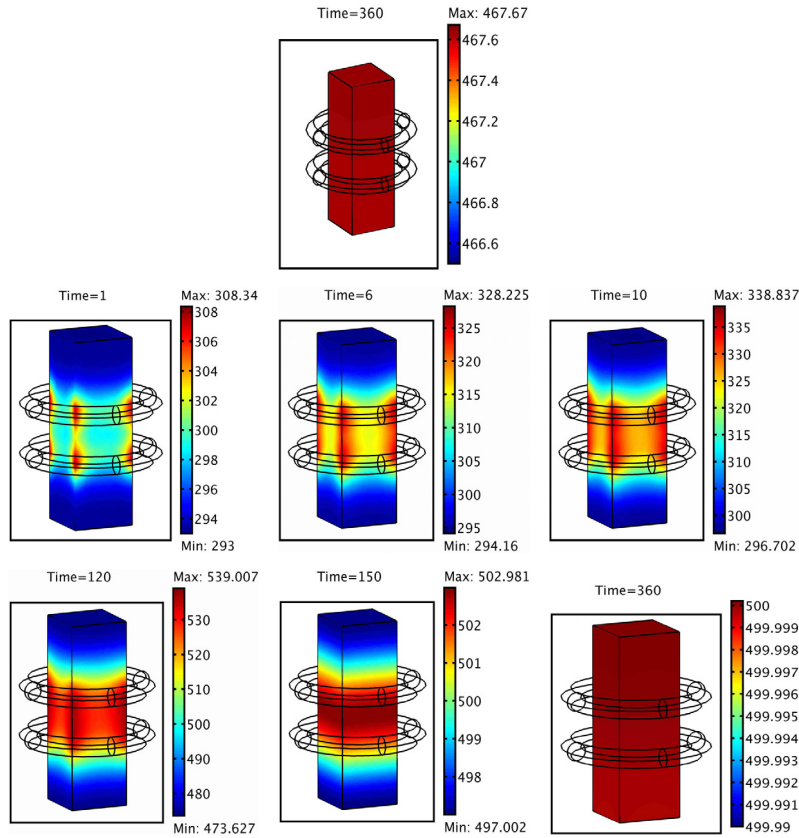 Time=360
Max: 467.67
467.6
467.4
467.2
467
466.8
466.6
Time=1
Max: 308.34
308
306
304
302
300
298
296
294
Min: 293
Time=6
Max: 328.225
325
320
315
310
305
300
295
Min: 294.16
Time=10
Max: 338.837
335
330
325
320
315
310
305
300
Min: 296.702
Time=120
Max: 539.007
530
520
510
500
490
480
Min: 473.627
Time=150
Max: 502.981
502
501
500
499
498
Min: 497.002
Time=360
500
499.999
499.998
499.997
499.996
499.995
499.994
499.993
499.992
499.991
499.99